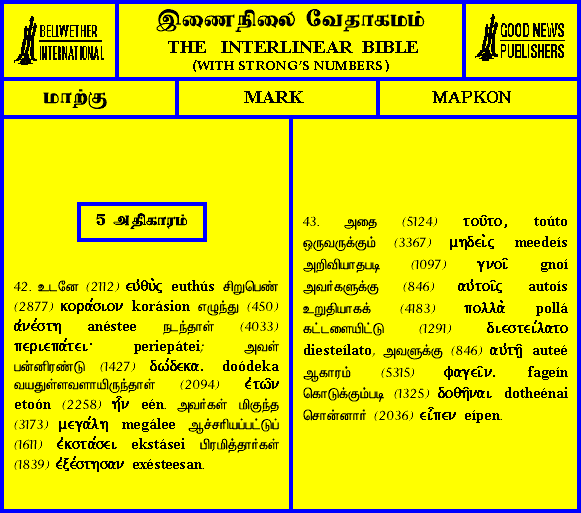 BELLWETHER
INTERNATIONAL
இணைநிலை வேதாகமம்
THE INTERLINEAR BIBLE
(WITH STRONG'S NUMBERS)
GOOD NEWS
PUBLISHERS
மாற்கு
MARK
ΜΑΡΚΟΝ
5 அதிகாரம்
42. உடனே (2112) εὐθὺς euthús சிறுபெண்
(2877) κοράσιον korásion எழுந்து (450)
ἀνέστη anéstee நடந்தாள் (4033)
περιεπάτει· periepátei; அவள்
பன்னிரண்டு (1427) δώδεκα. doódeka
வயதுள்ளவளாயிருந்தாள் (2094) ἐτῶν
etoón (2258) ἦν eén. அவர்கள் மிகுந்த
(3173) μεγάλη megálee ஆச்சரியப்பட்டுப்
(1611) ἐκστάσει ekstásei பிரமித்தார்கள்
(1839) ἐξέστησαν exésteesan.
43. அதை (5124) τοῦτο, toúto
ஒருவருக்கும் (3367) μηδεὶς meedeís
அறிவியாதபடி (1097) γνοῖ gnoí
அவர்களுக்கு (846) αὐτοῖς autoís
உறுதியாகக் (4183) πολλὰ pollá
கட்டளையிட்டு (1291) διεστείλατο
diesteílato, அவளுக்கு (846) αὐτῇ auteé
ஆகாரம் (5315) φαγεῖν. fageín
கொடுக்கும்படி (1325) δοθῆναι dotheénai
சொன்னார் (2036) εἶπεν eípen.